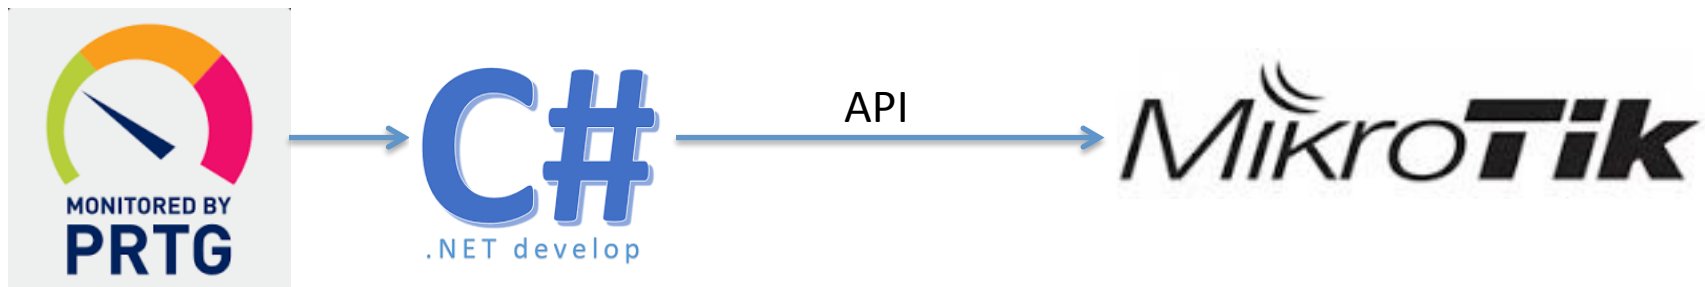 MONITORED BY
PRTG
C#
.NET develop
API
MikroTik